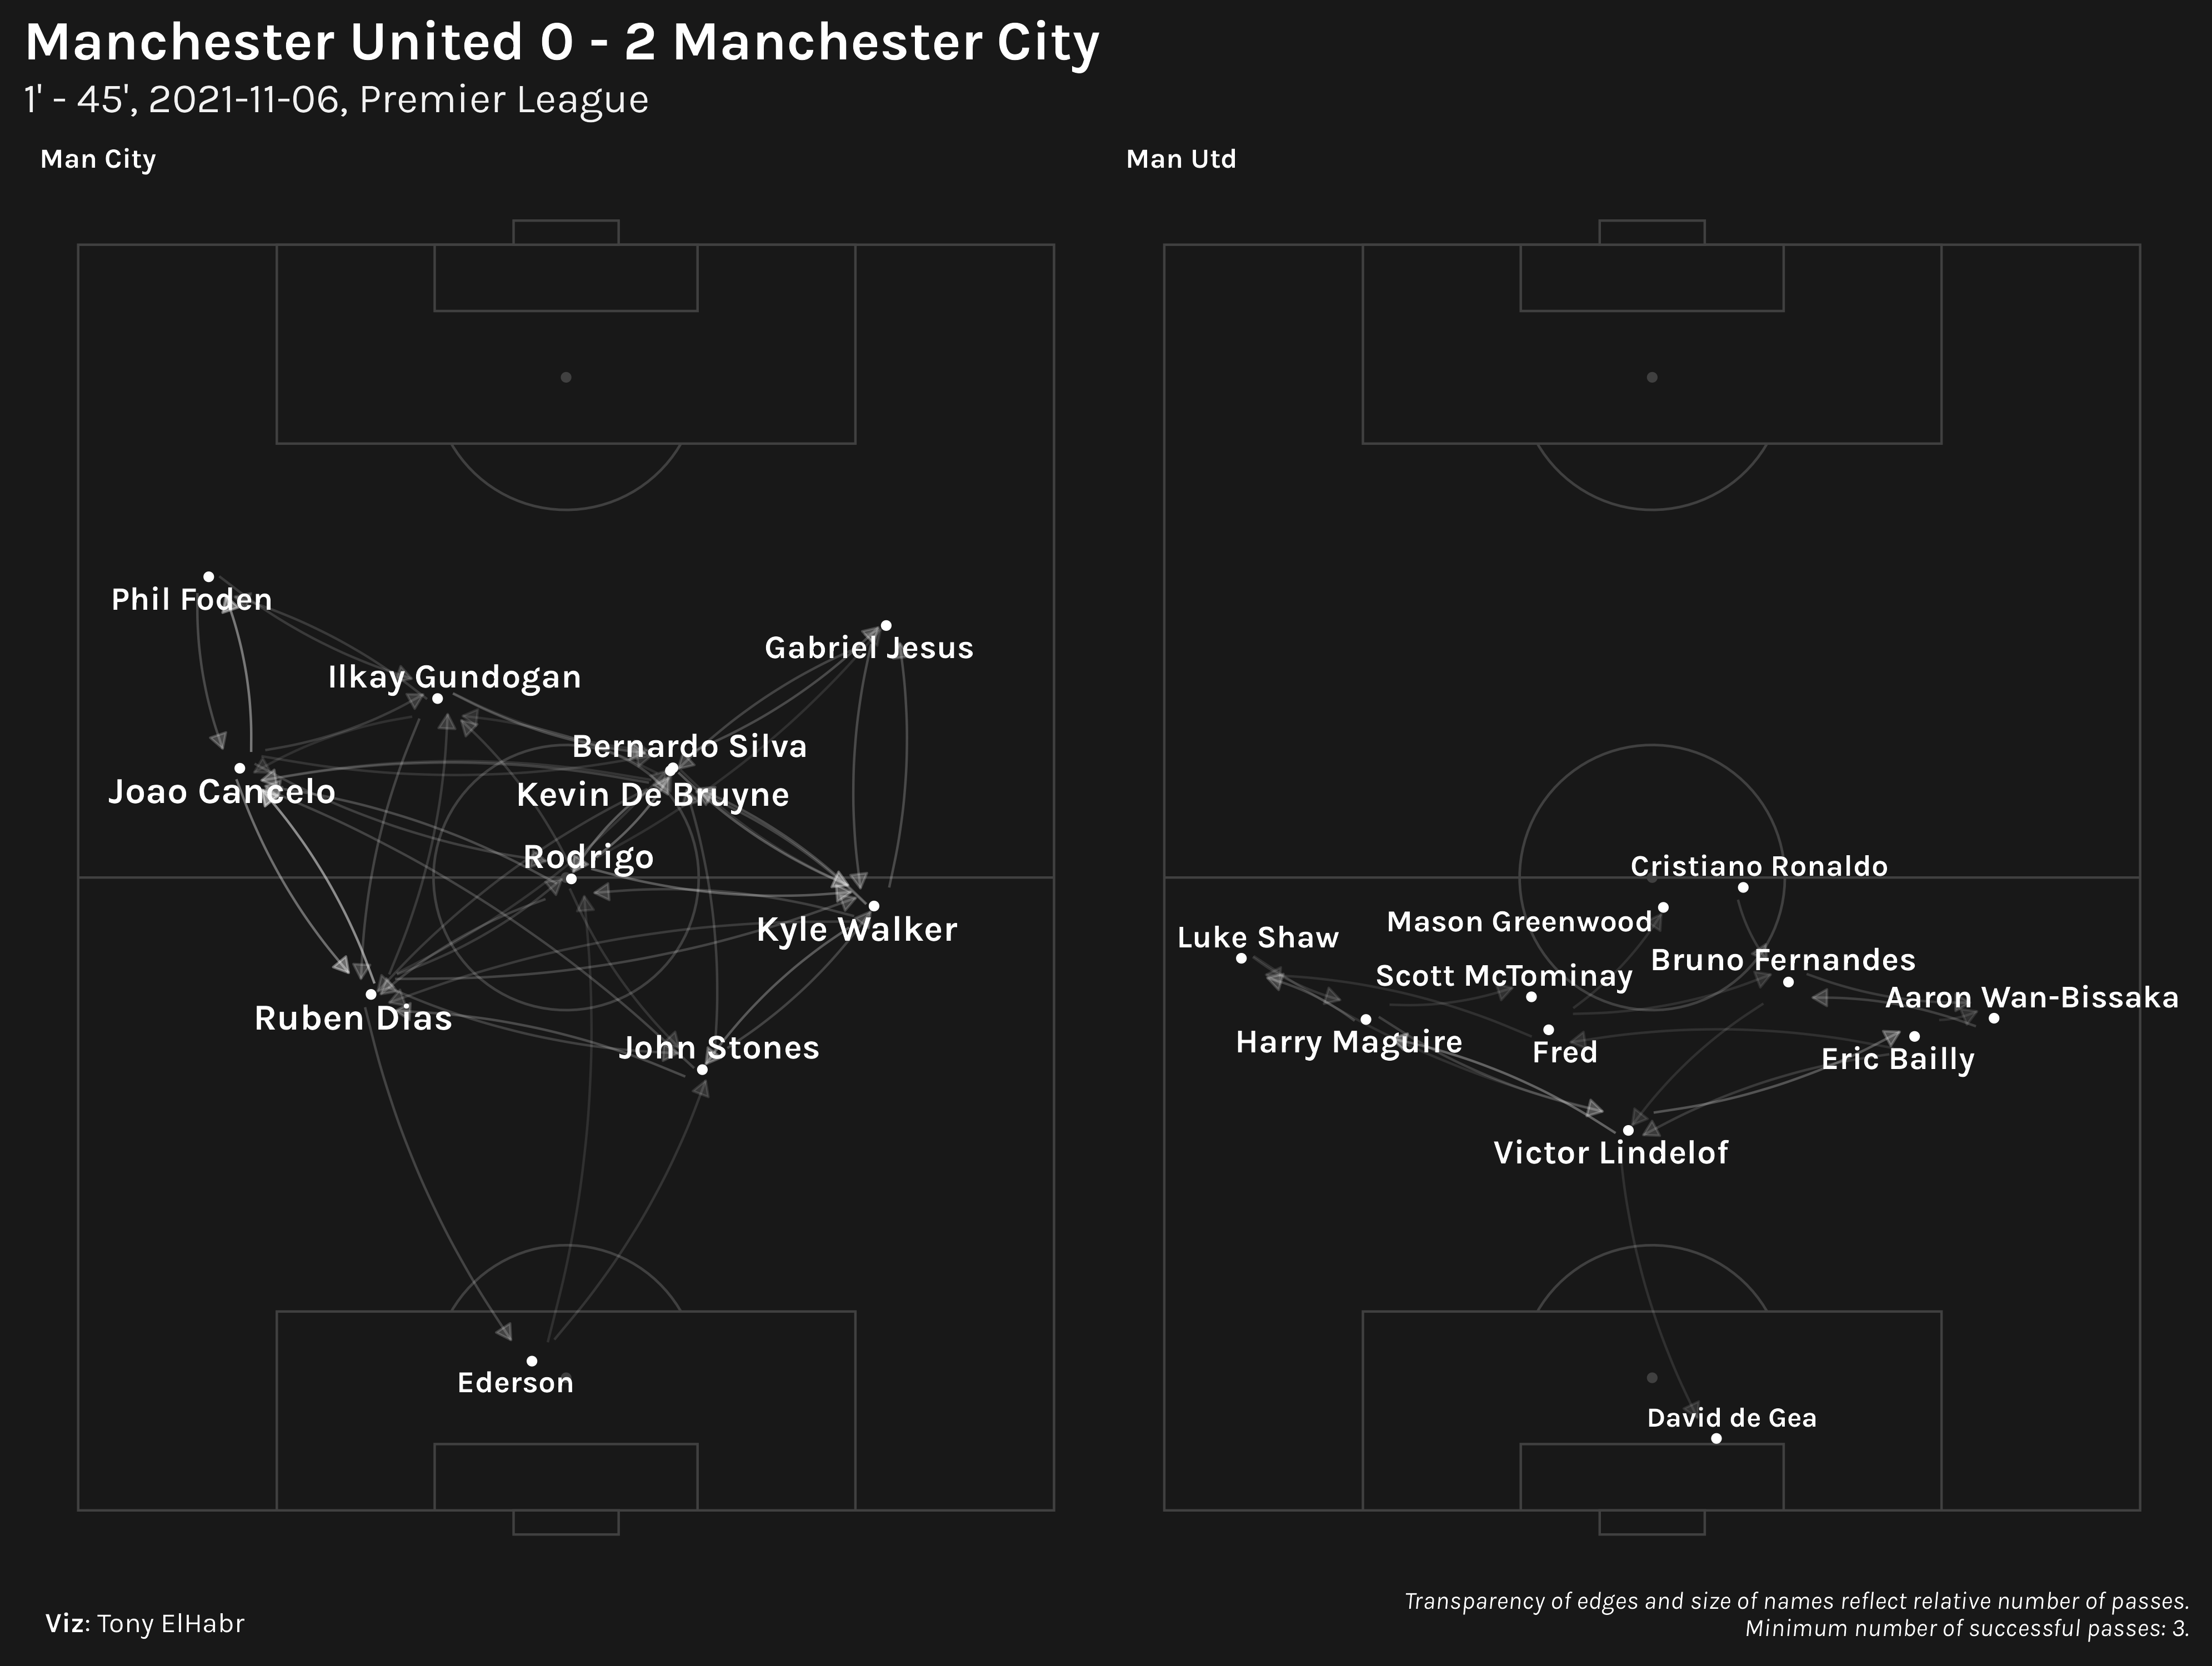 Manchester United 0 - 2 Manchester City
1' - 45', 2021-11-06, Premier League
Man City
Phil Foden
Gabriel Jesus
Ilkay Gundogan
Bernardo Silva
Joao Cancelo
Kevin De Bruyne
Rodrigo
Kyle Walker
Ruben Dias
John Stones
Ederson
Man Utd
Cristiano Ronaldo
Mason Greenwood
Luke Shaw
Bruno Fernandes
Scott McTominay
Aaron Wan-Bissaka
Harry Maguire
Fred
Eric Bailly
Victor Lindelof
David de Gea
Viz: Tony ElHabr
Transparency of edges and size of names reflect relative number of passes.
Minimum number of successful passes: 3.